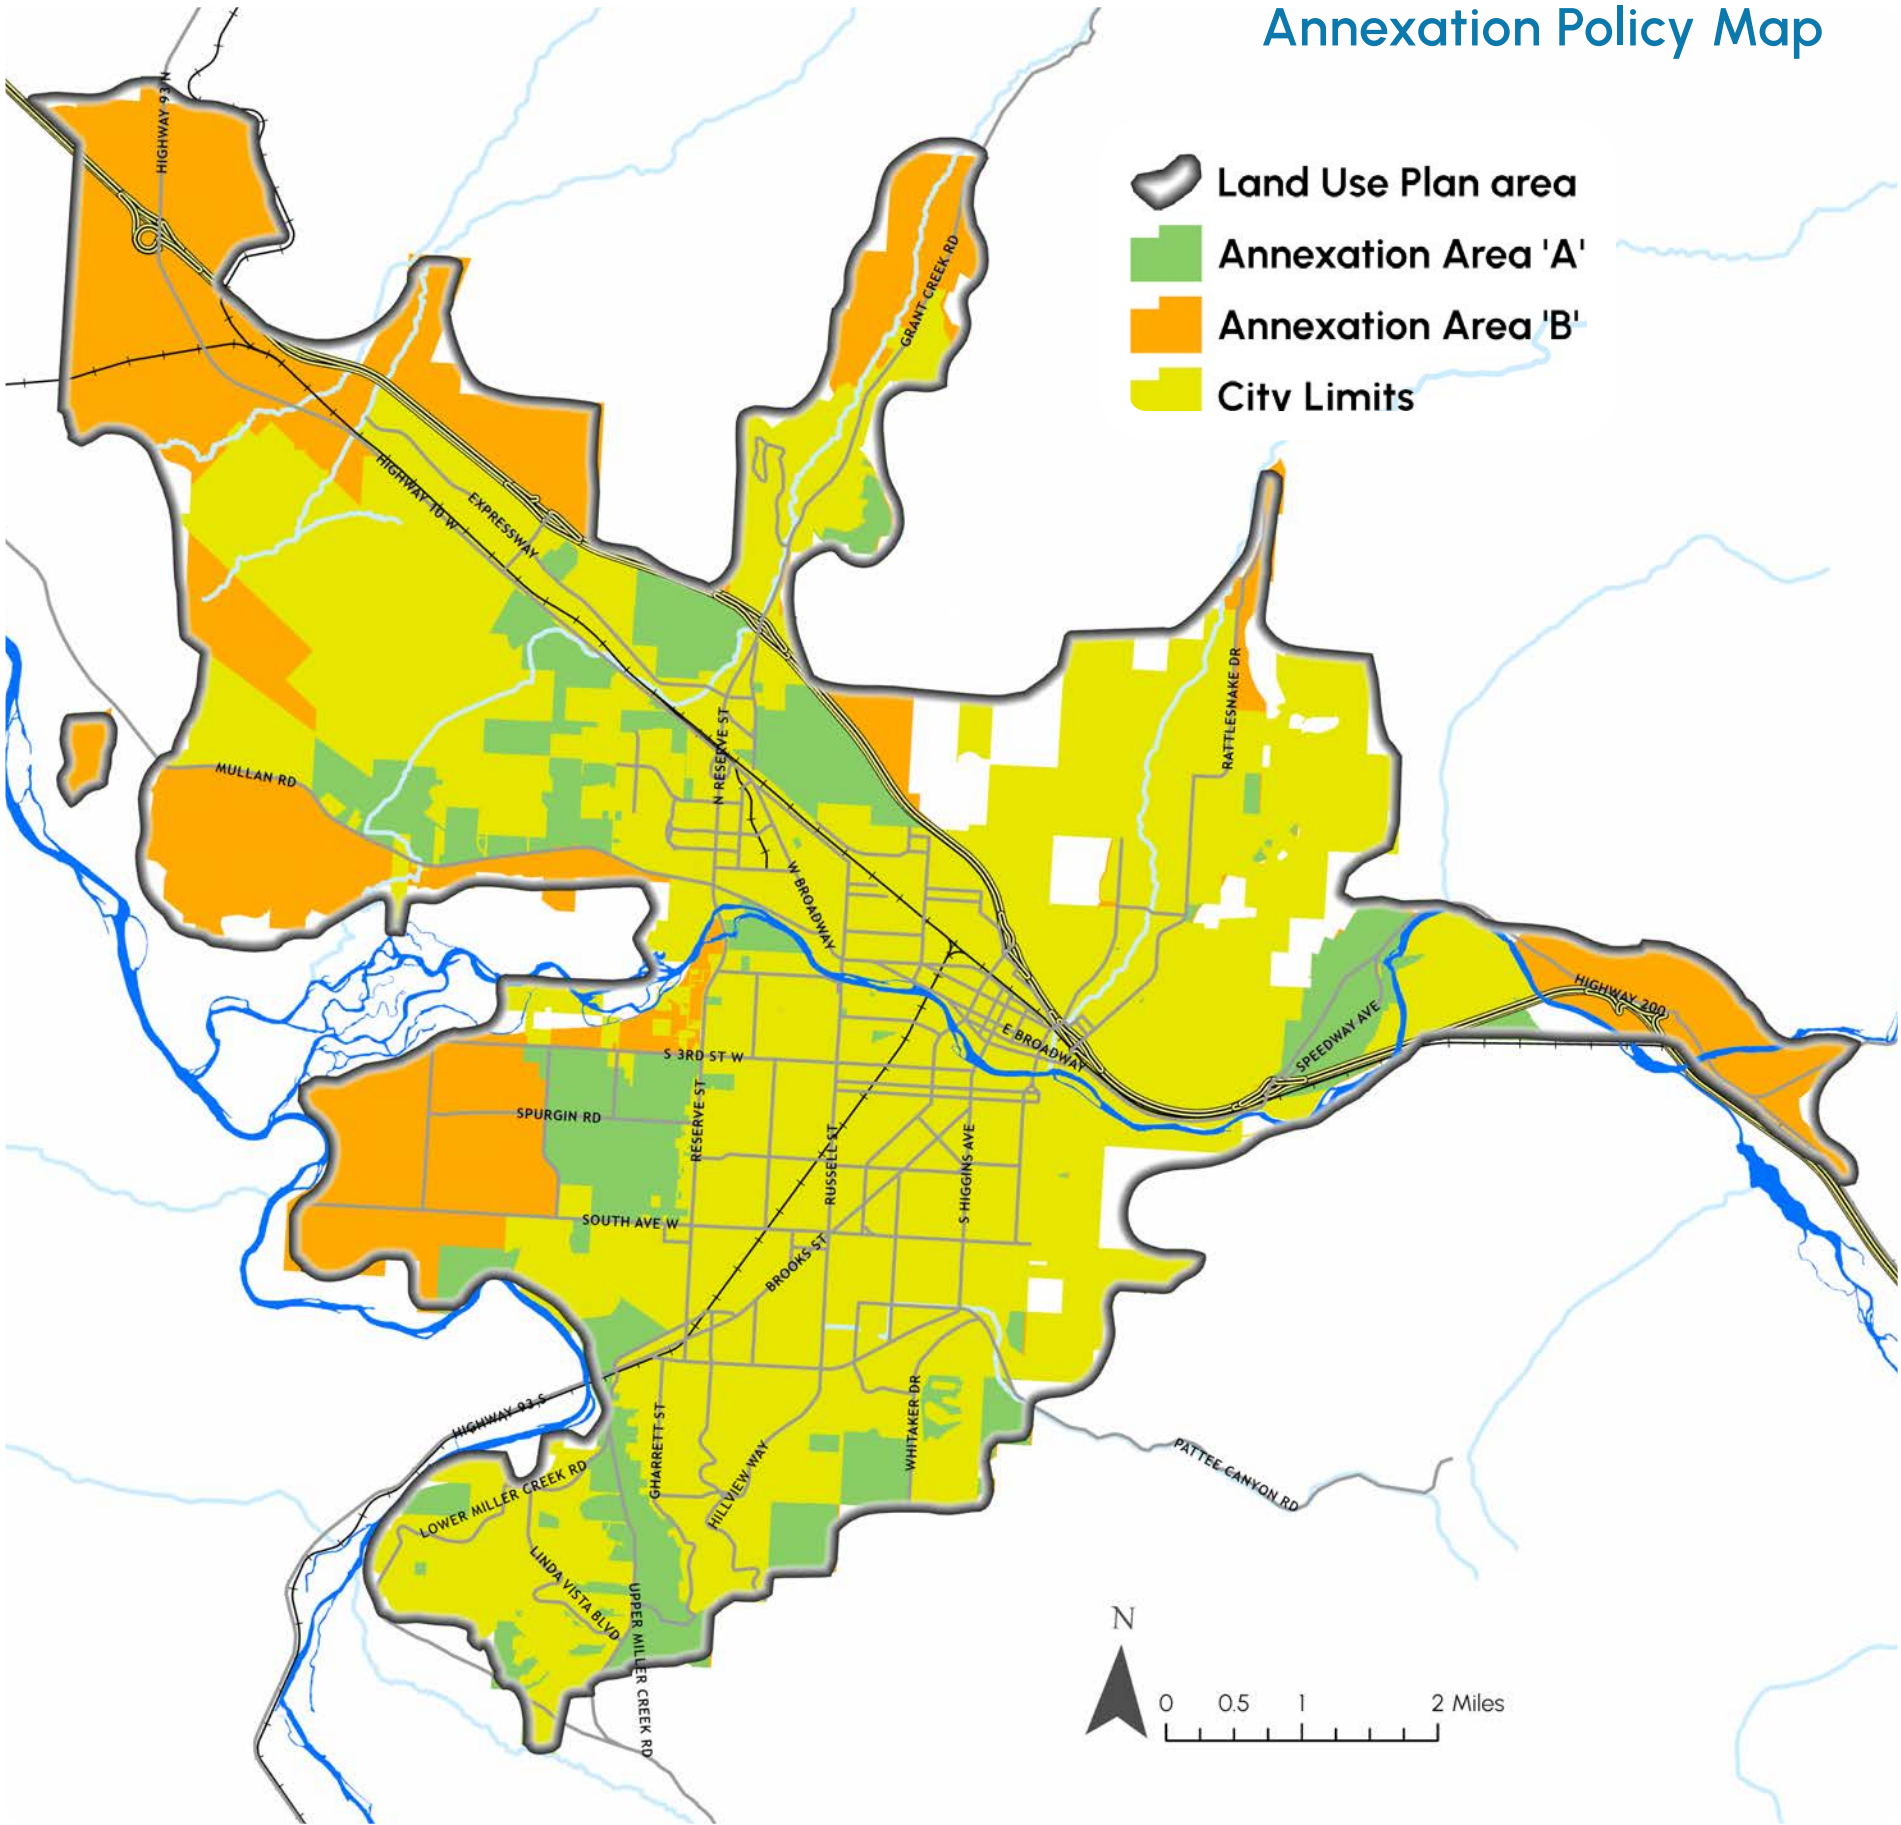 Annexation Policy Map
Land Use Plan area
Annexation Area 'A'
Annexation Area 'B'
City Limits
HIGHWAY 93 N
GRANT CREEK RD
HIGHWAY 10 W
EXPRESSWAY
RATTLESNAKE DR
MULLAN RD
N RESERVE ST
W BROADWAY
HIGHWAY 200
SPEEDWAY AVE
E BROADWAY
S 3RD ST W
SPURGIN RD
RESERVE ST
RUSSELL ST
S HIGGINS AVE
SOUTH AVE W
BROOKS ST
HIGHWAY 93 S
GHARRETT ST
WHITAKER DR
HILLVIEW WAY
PATTEE CANYON RD
LOWER MILLER CREEK RD
LINDA VISTA BLVD
UPPER MILLER CREEK RD
N
0 0.5 1 2 Miles